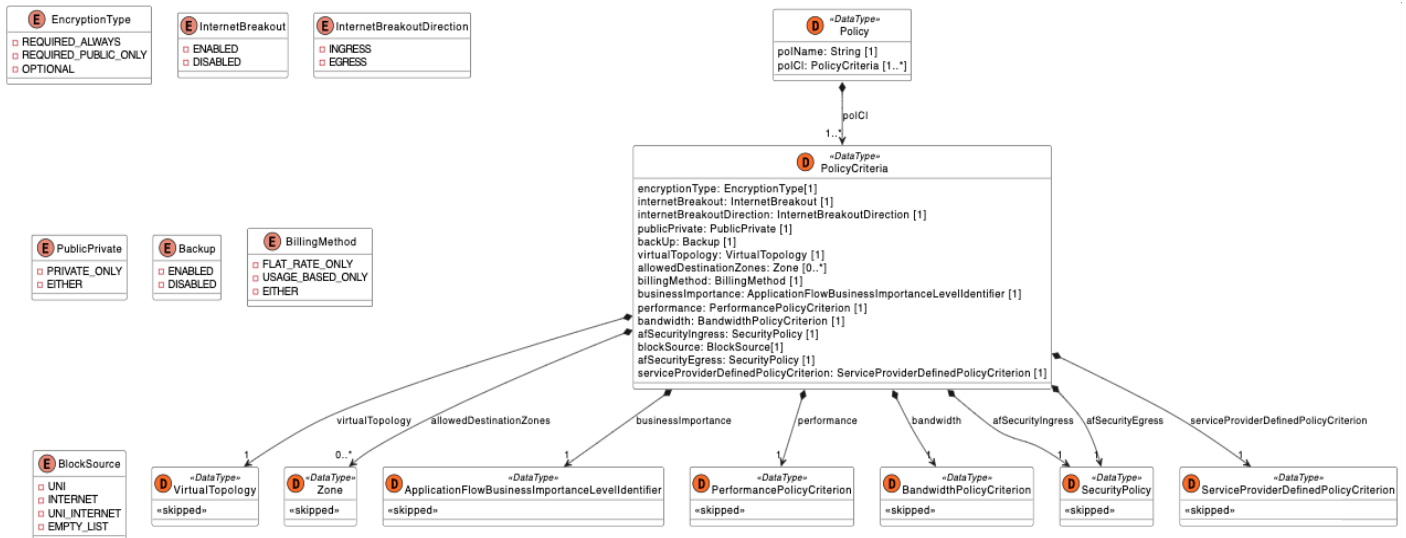 E EncryptionType
REQUIRED_ALWAYS
REQUIRED_PUBLIC_ONLY
OPTIONAL
E InternetBreakout
ENABLED
DISABLED
E InternetBreakoutDirection
INGRESS
EGRESS
D «DataType»
Policy
polName: String [1]
polCl: PolicyCriteria [1..*]
polCl
1..*
D «DataType»
PolicyCriteria
encryptionType: EncryptionType[1]
internetBreakout: InternetBreakout [1]
internetBreakoutDirection: InternetBreakoutDirection [1]
publicPrivate: PublicPrivate [1]
backUp: Backup [1]
virtualTopology: VirtualTopology [1]
allowedDestinationZones: Zone [0..*]
billingMethod: BillingMethod [1]
businessImportance: ApplicationFlowBusinessImportanceLevelIdentifier [1]
performance: PerformancePolicyCriterion [1]
bandwidth: BandwidthPolicyCriterion [1]
afSecurityIngress: SecurityPolicy [1]
blockSource: BlockSource[1]
afSecurityEgress: SecurityPolicy [1]
serviceProviderDefinedPolicyCriterion: ServiceProviderDefinedPolicyCriterion [1]
E PublicPrivate
PRIVATE_ONLY
EITHER
E Backup
ENABLED
DISABLED
E BillingMethod
FLAT_RATE_ONLY
USAGE_BASED_ONLY
EITHER
virtualTopology
allowedDestinationZones
businessImportance
performance
bandwidth
afSecurityIngress
afSecurityEgress
serviceProviderDefinedPolicyCriterion
1
0..*
1
1
1
1
1
1
E BlockSource
UNI
INTERNET
UNI_INTERNET
EMPTY_LIST
D «DataType»
VirtualTopology
«skipped»
D «DataType»
Zone
«skipped»
D «DataType»
ApplicationFlowBusinessImportanceLevelIdentifier
«skipped»
D «DataType»
PerformancePolicyCriterion
«skipped»
D «DataType»
BandwidthPolicyCriterion
«skipped»
D «DataType»
SecurityPolicy
«skipped»
D «DataType»
ServiceProviderDefinedPolicyCriterion
«skipped»